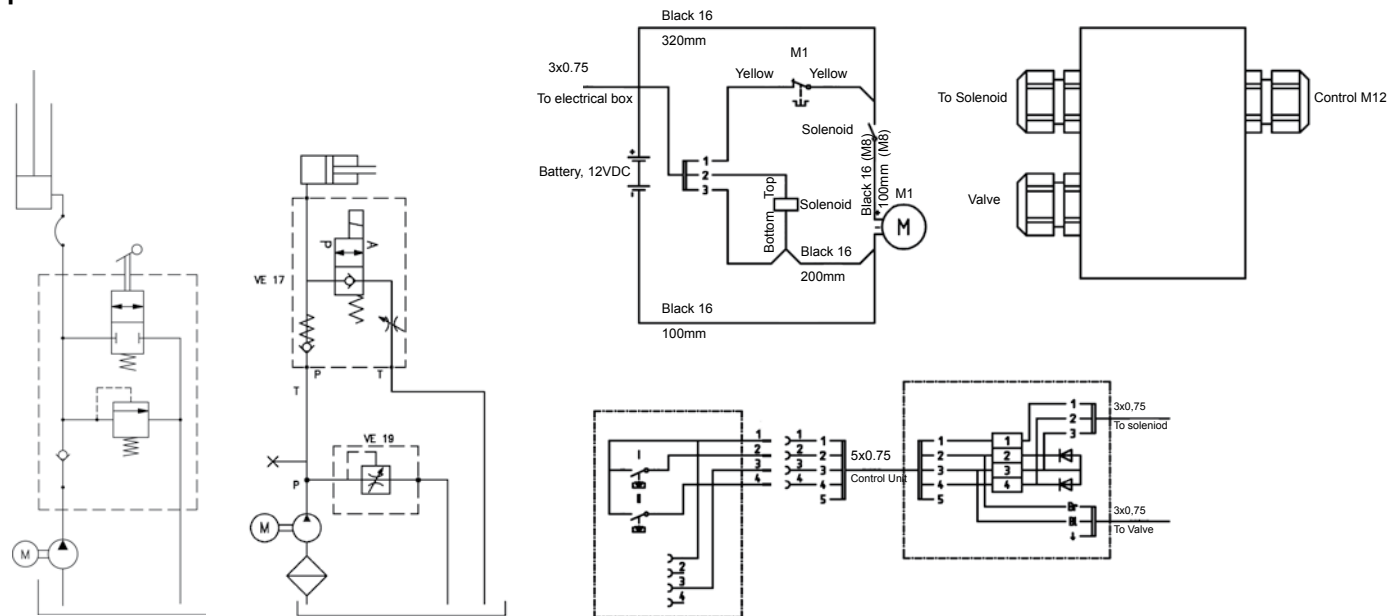 Black 16
320mm
M1
3x0.75
Yellow Yellow
To electrical box
Solenoid
Black 16 (M8)
100mm (M8)
+
Battery, 12VDC
-
1
2
3
Top
Solenoid
Bottom
M1
+
-
M
Black 16
200mm
Black 16
100mm
To Solenoid
Control M12
Valve
M
A
P
VE 17
P
T
T
VE 19
P
M
1
2
3
4
I
II
2
3
4
1
2
3
4
1
2
3
4
5
5x0.75
Control Unit
1
2
3
4
5
1
2
3
4
1
2
3
3x0,75
To soleniod
Br
Bl
3x0,75
To Valve